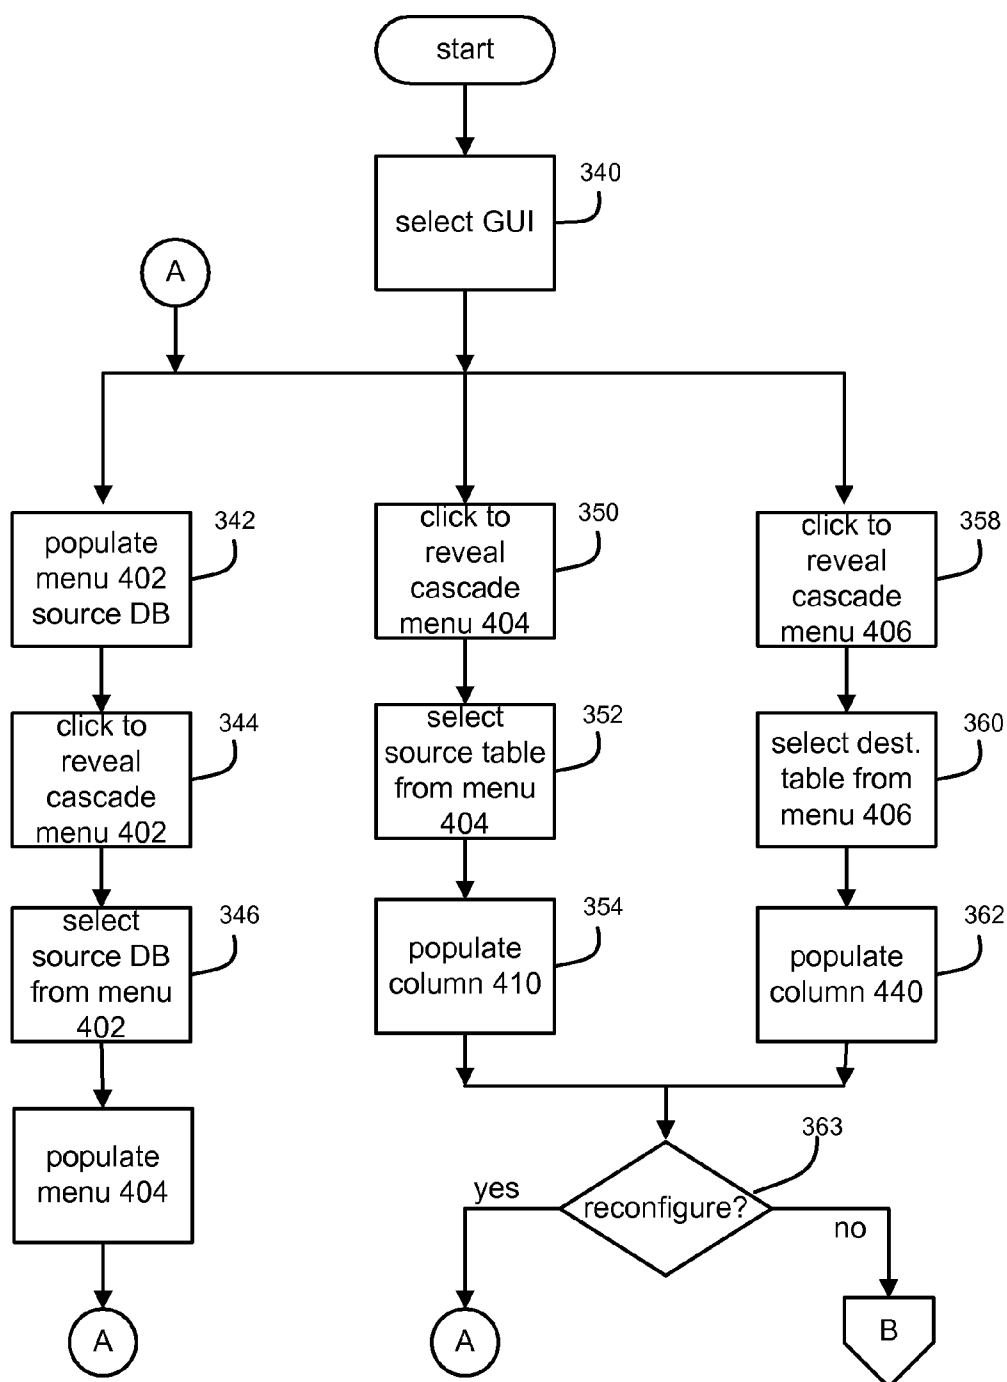 start
340
select GUI
A
342
populate
menu 402
source DB
344
click to
reveal
cascade
menu 402
346
select
source DB
from menu
402
populate
menu 404
A
350
click to
reveal
cascade
menu 404
352
select
source table
from menu
404
354
populate
column 410
358
click to
reveal
cascade
menu 406
360
select dest.
table from
menu 406
362
populate
column 440
363
reconfigure?
yes
no
A
B